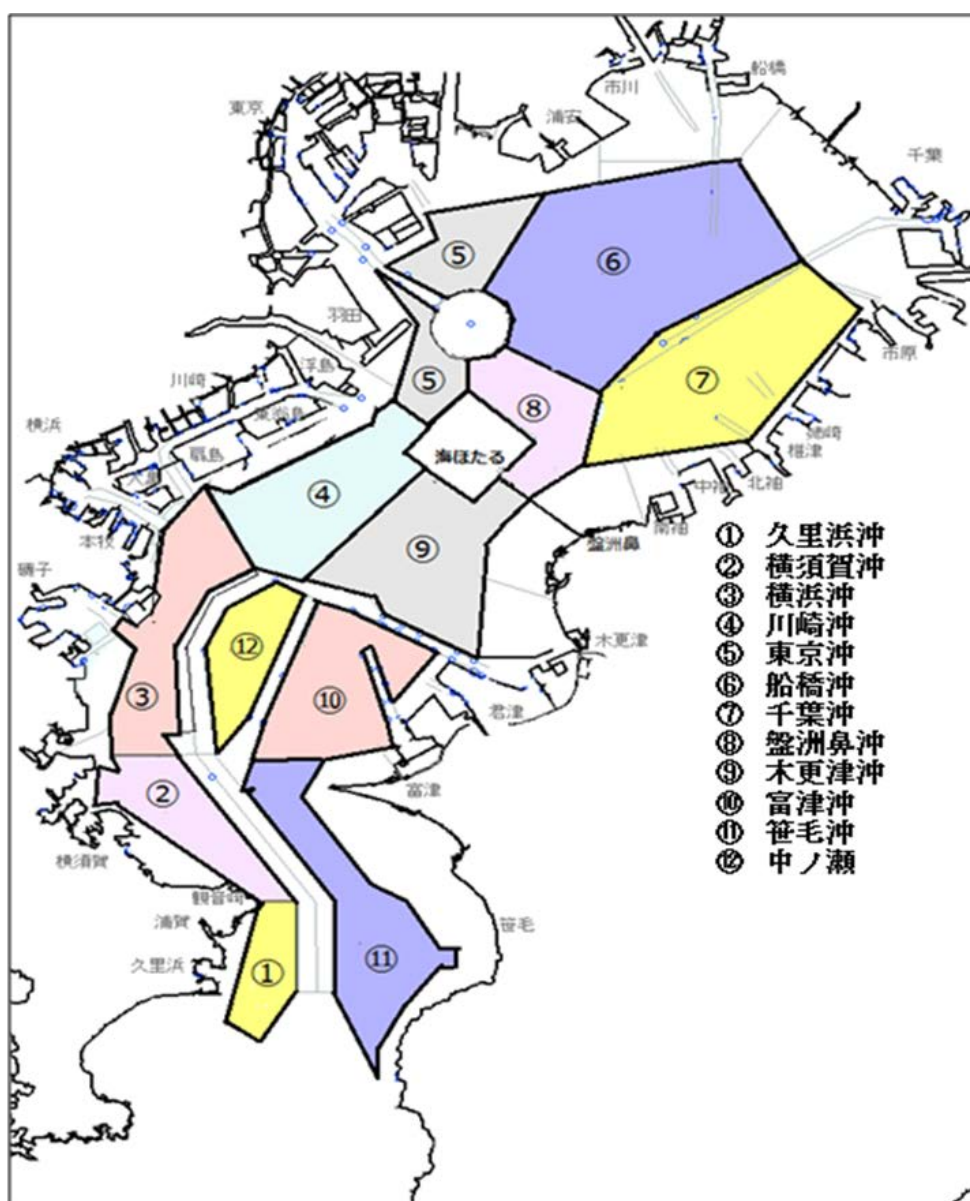 船橋
市川
東京
浦安
千葉
⑤
⑥
羽田
市原
浮島
川崎
⑤
⑦
東扇島
⑧
横浜
姉崎
扇島
海ほたる
椎津
大黒
北袖
中袖
④
南袖
本牧
盤洲鼻
⑨
磯子
木更津
⑫
③
⑩
君津
富津
②
横須賀
観音崎
浦賀
笹毛
久里浜
①
⑪
① 久里浜沖
② 横須賀沖
③ 横浜沖
④ 川崎沖
⑤ 東京沖
⑥ 船橋沖
⑦ 千葉沖
⑧ 盤洲鼻沖
⑨ 木更津沖
⑩ 富津沖
⑪ 笹毛沖
⑫ 中ノ瀬